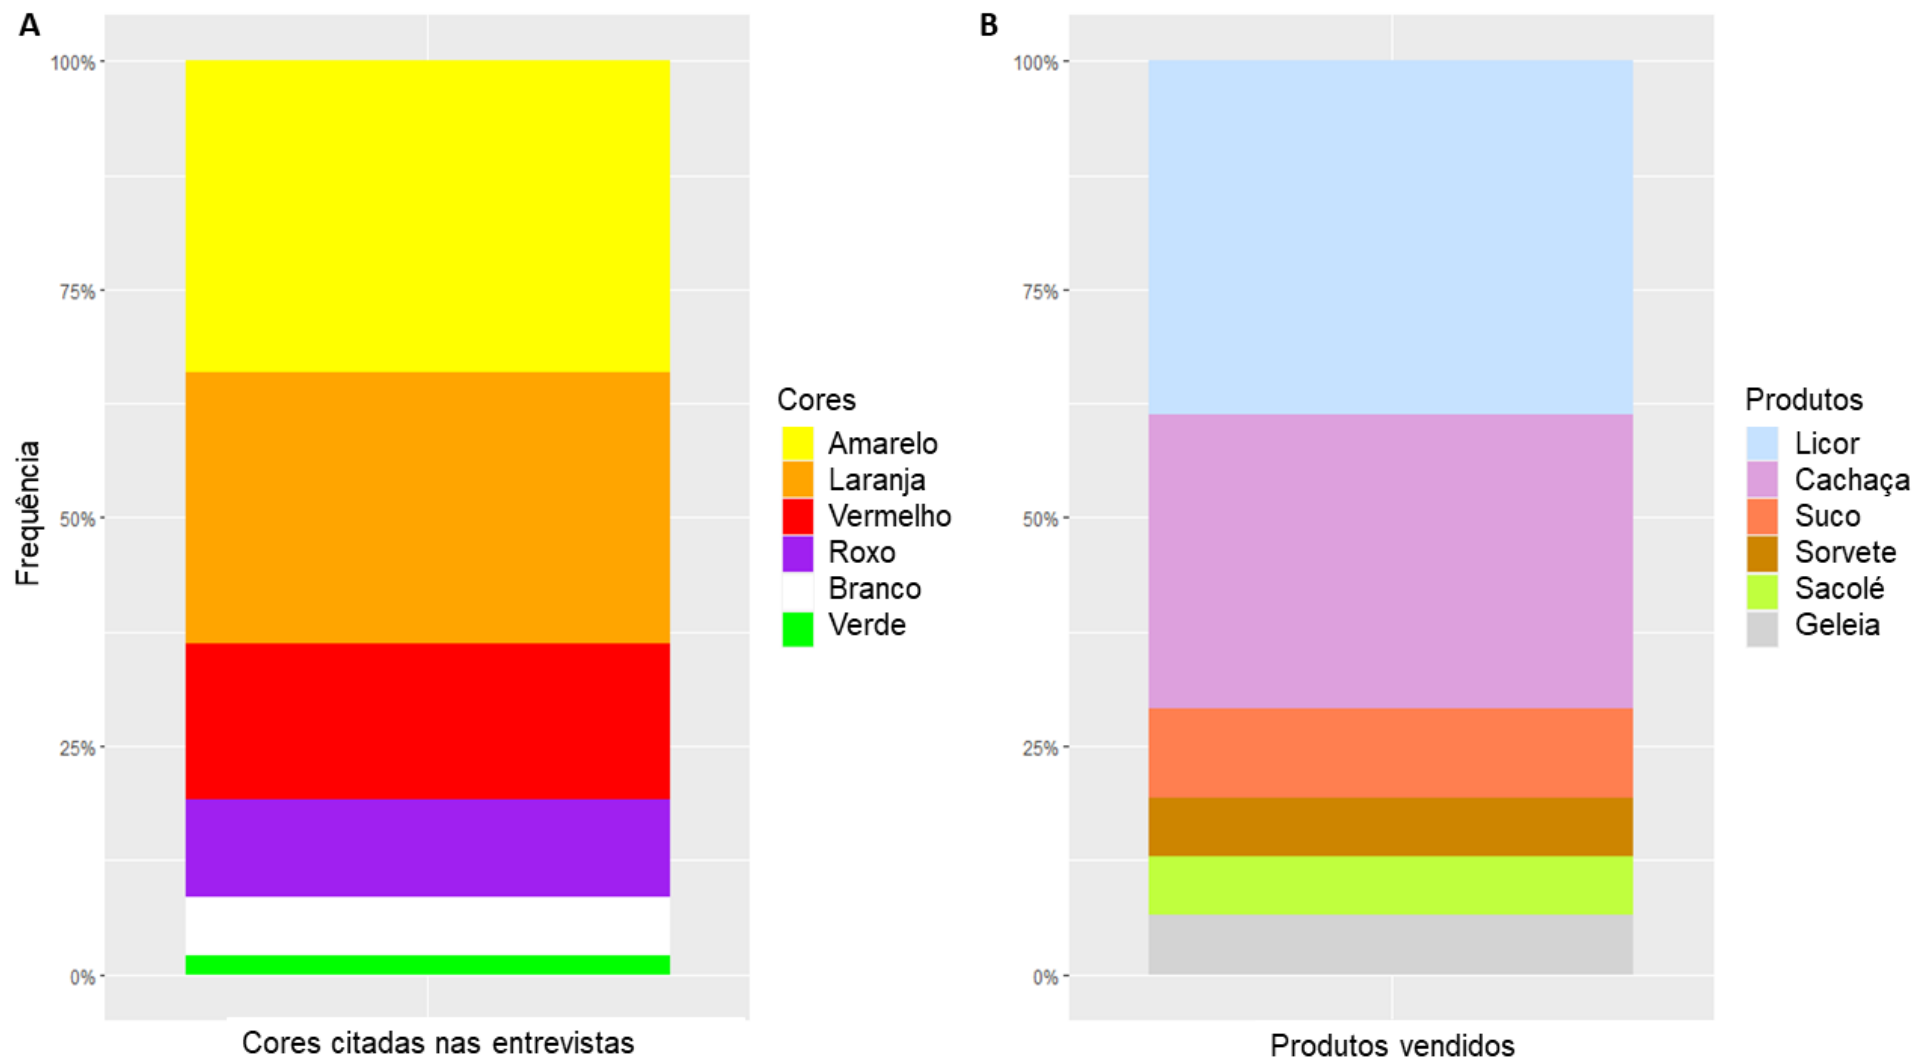 A
100%
75%
50%
25%
0%
Frequência
Cores citadas nas entrevistas
Cores
Amarelo
Laranja
Vermelho
Roxo
Branco
Verde
B
100%
75%
50%
25%
0%
Produtos vendidos
Produtos
Licor
Cachaça
Suco
Sorvete
Sacolé
Geleia